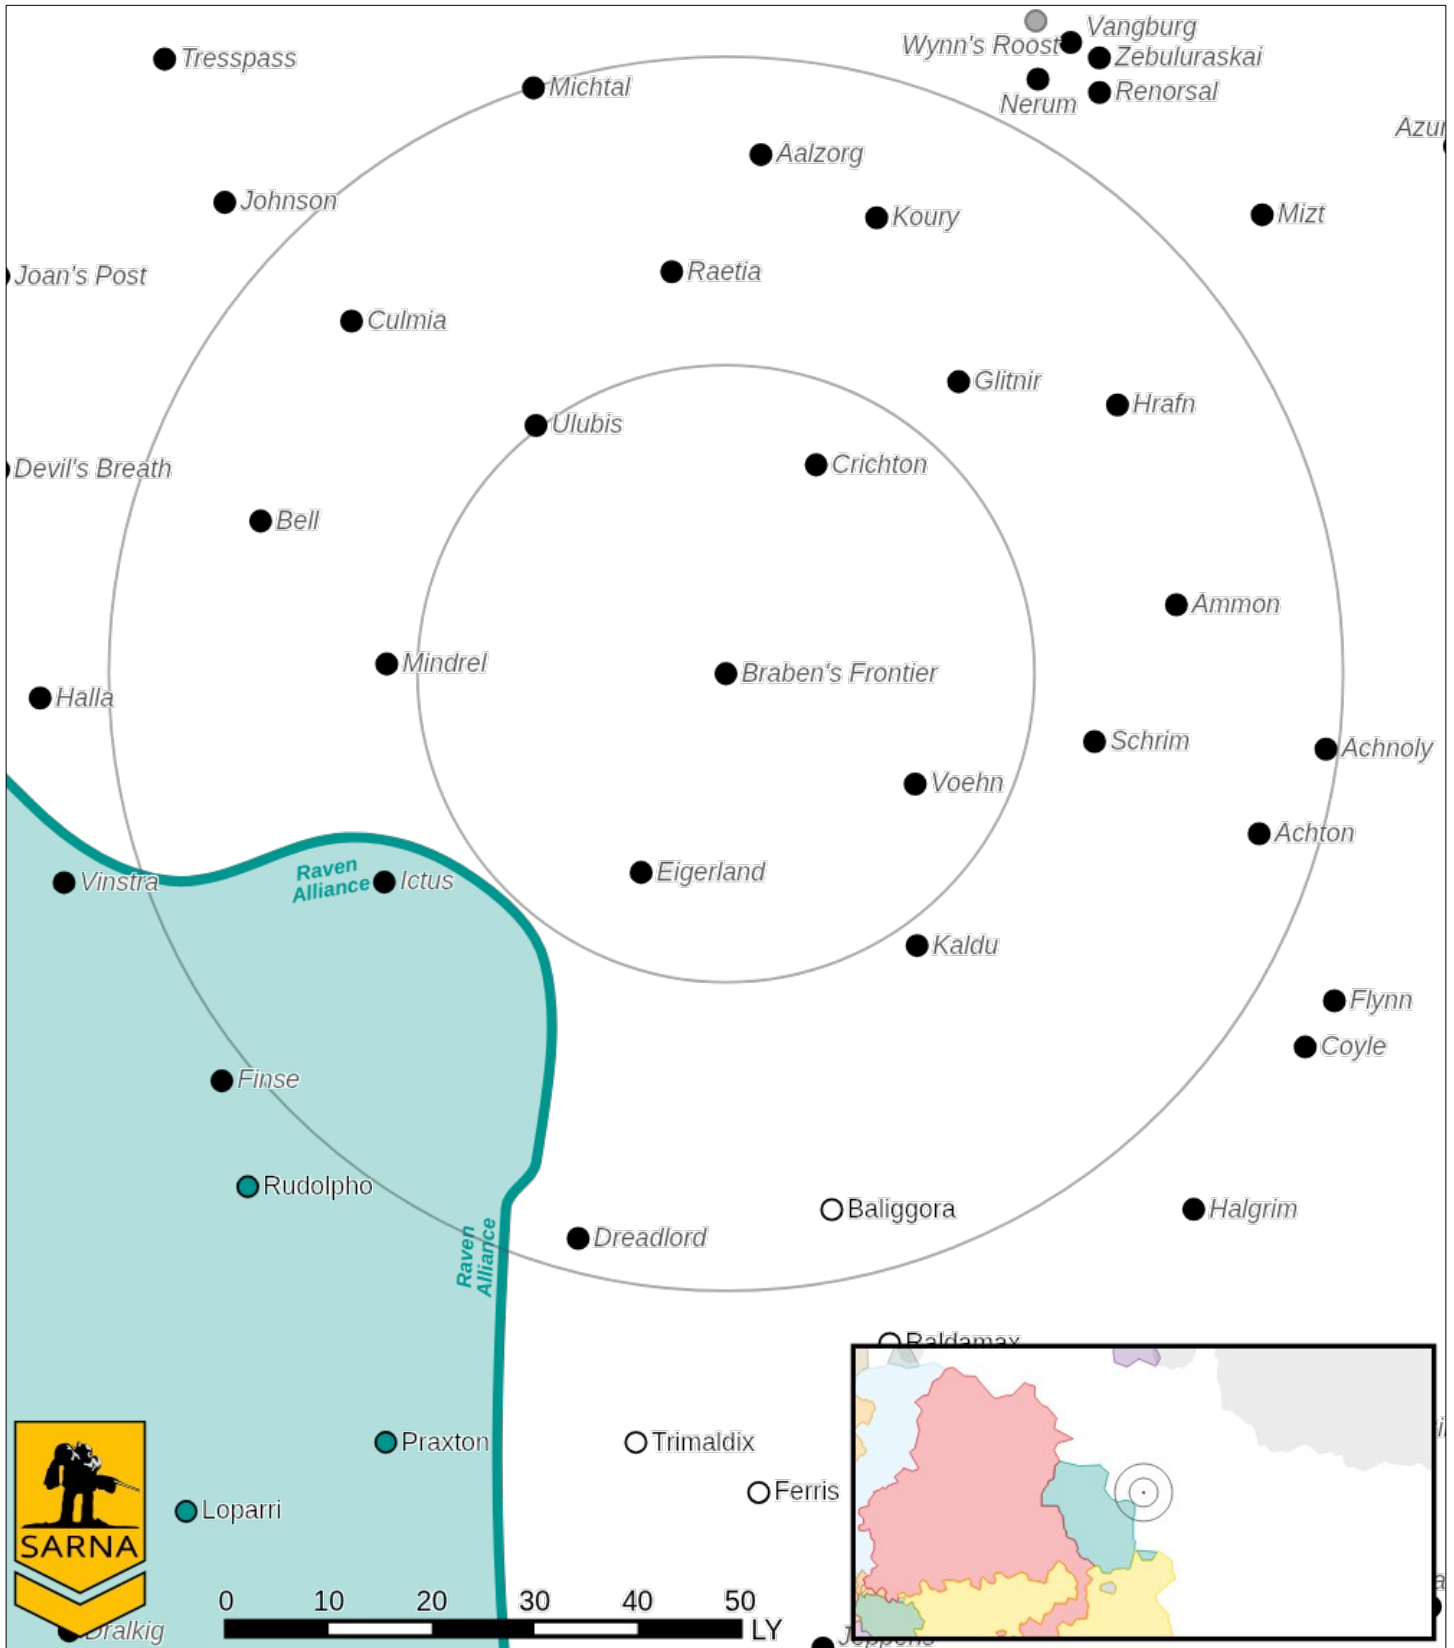 Vangburg
Wynn's Roost
Tresspass
Zebuluraskai
Michtal
Renorsal
Nerum
Aalzorg
Johnson
Koury
Mizt
Raetia
Joan's Post
Culmia
Glitnir
Hrafn
Ulubis
Crichton
Devil's Breath
Bell
Ammon
Mindrel
Braben's Frontier
Halla
Schrim
Achnoly
Voehn
Achton
Raven
Alliance
Eigerland
Vinstra
Ictus
Kaldu
Flynn
Coyle
Finse
Rudolpho
Baliggora
Halgrim
Dreadlord
Raven
Alliance
Praxton
Trimaldix
Ferris
Loparri
SARNA
0 10 20 30 40 50
LY